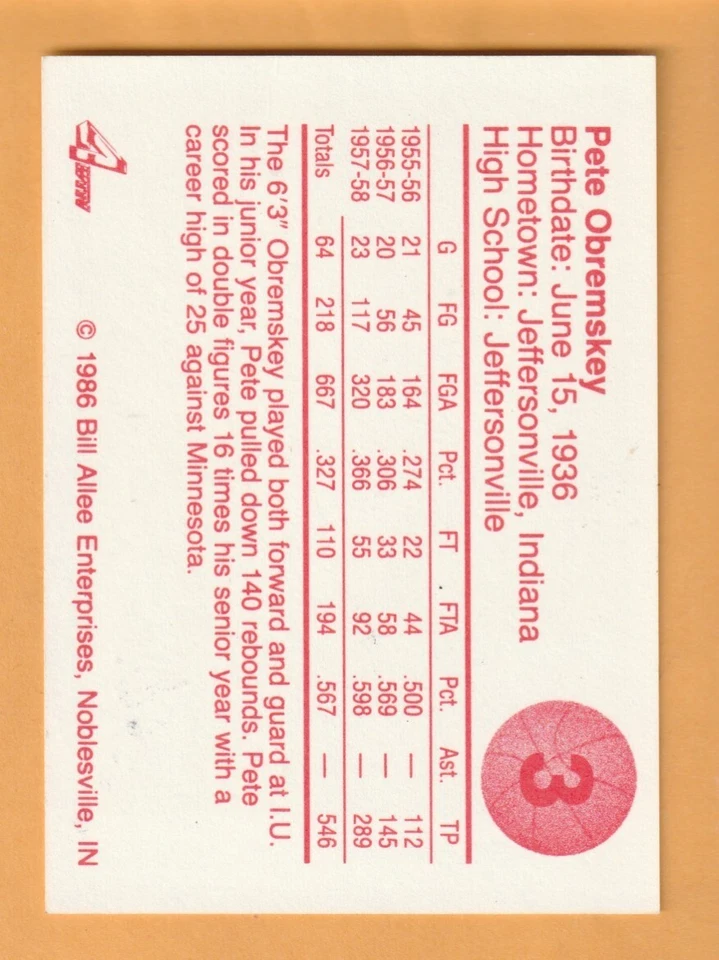 Pete Obremskey
Birthdate: June 15, 1936
Hometown: Jeffersonville, Indiana
High School: Jeffersonville
3
G FG FGA Pct. FT FTA Pct. Ast. TP
1955-56 21 45 164 .274 22 44 .500 — 112
1956-57 20 56 183 .306 33 58 .569 — 145
1957-58 23 117 320 .366 55 92 .598 — 289
Totals 64 218 667 .327 110 194 .567 — 546
The 6'3" Obremskey played both forward and guard at I.U.
In his junior year, Pete pulled down 140 rebounds. Pete
scored in double figures 16 times his senior year with a
career high of 25 against Minnesota.
© 1986 Bill Allee Enterprises, Noblesville, IN